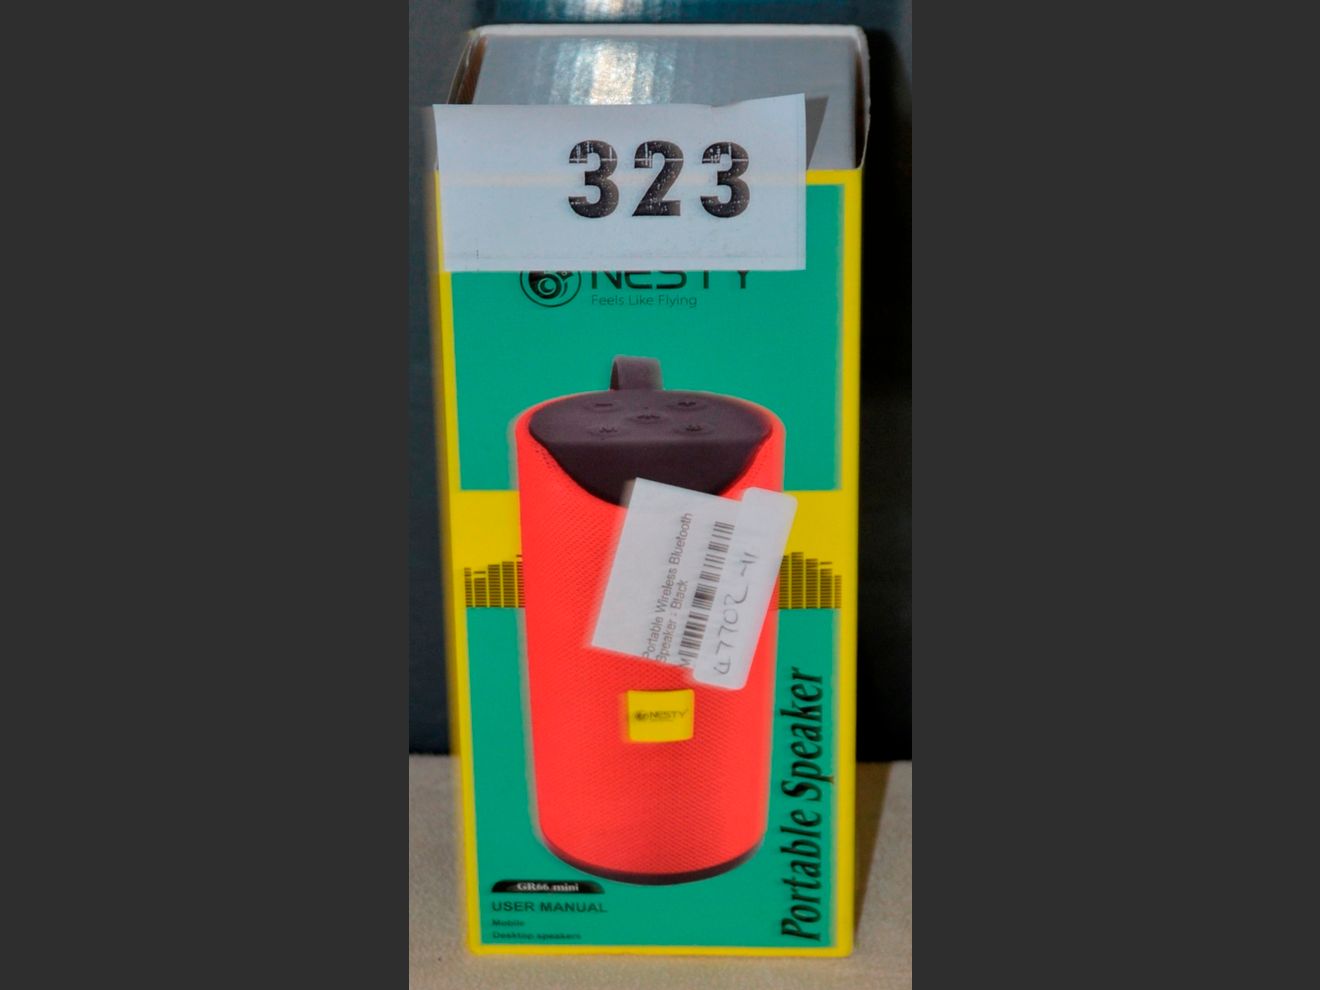 323
NESTY
Feels Like Flying
Portable Wireless Bluetooth
Speaker - Black
47702-11
NESTY
Portable Speaker
GR66 mini
USER MANUAL
Mobile
Desktop speakers